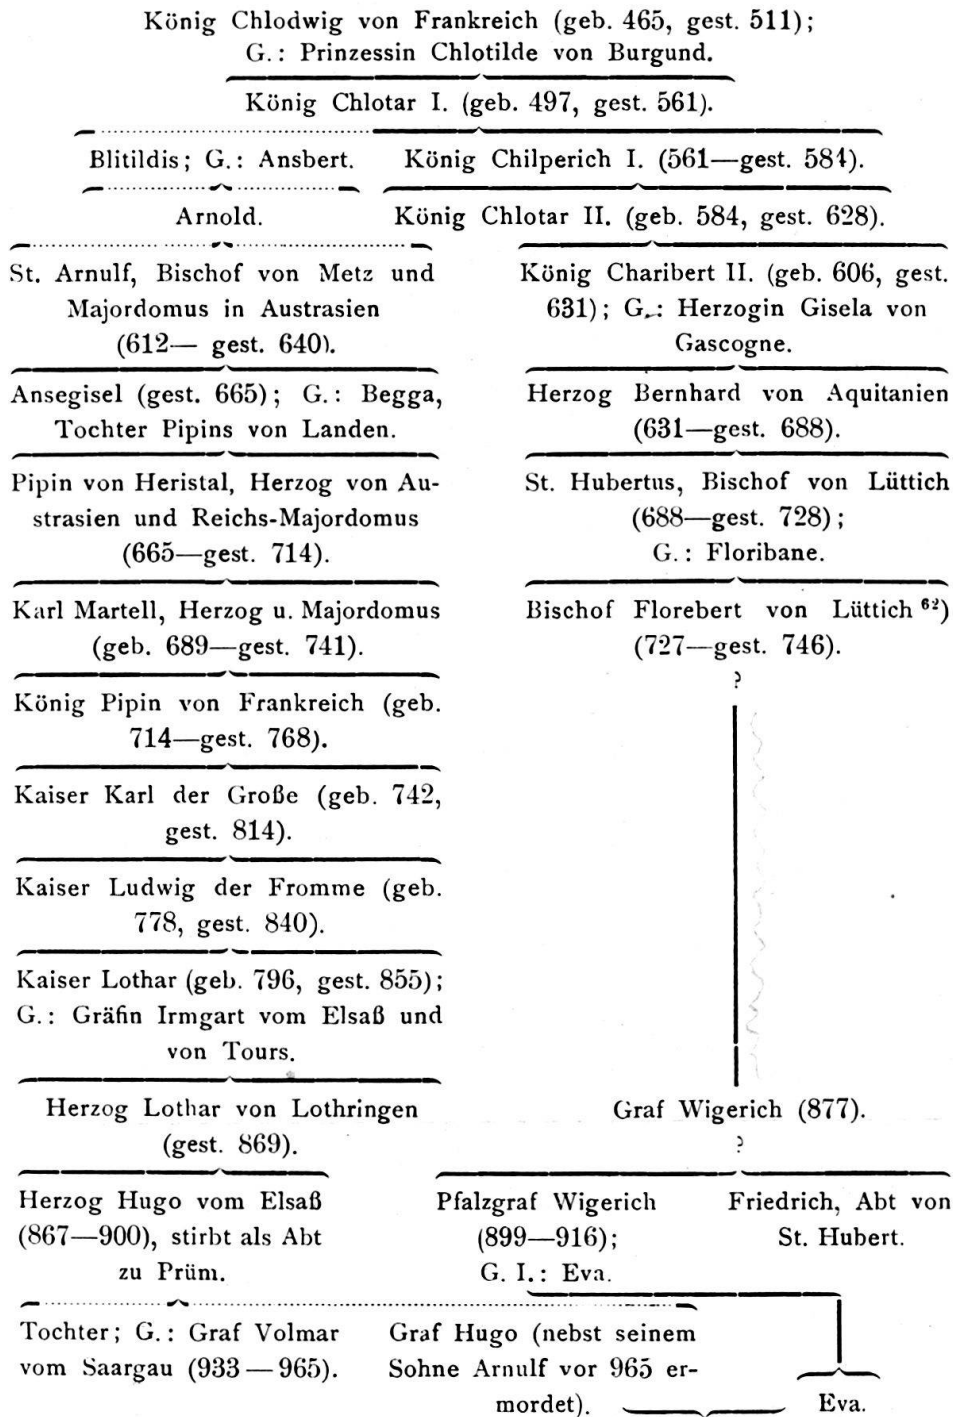 König Chlodwig von Frankreich (geb. 465, gest. 511);
G.: Prinzessin Chlotilde von Burgund.
König Chlotar I. (geb. 497, gest. 561).
Blitildis; G.: Ansbert.
König Chilperich I. (561—gest. 584).
Arnold.
König Chlotar II. (geb. 584, gest. 628).
St. Arnulf, Bischof von Metz und
Majordomus in Austrasien
(612— gest. 640).
König Charibert II. (geb. 606, gest.
631); G.: Herzogin Gisela von
Gascogne.
Ansegisel (gest. 665); G.: Begga,
Tochter Pipins von Landen.
Herzog Bernhard von Aquitanien
(631—gest. 688).
Pipin von Heristal, Herzog von Au-
strasien und Reichs-Majordomus
(665—gest. 714).
St. Hubertus, Bischof von Lüttich
(688—gest. 728);
G.: Floribane.
Karl Martell, Herzog u. Majordomus
(geb. 689—gest. 741).
Bischof Florebert von Lüttich ⁶²)
(727—gest. 746).
?
König Pipin von Frankreich (geb.
714—gest. 768).
Kaiser Karl der Große (geb. 742,
gest. 814).
Kaiser Ludwig der Fromme (geb.
778, gest. 840).
Kaiser Lothar (geb. 796, gest. 855);
G.: Gräfin Irmgart vom Elsaß und
von Tours.
Herzog Lothar von Lothringen
(gest. 869).
Graf Wigerich (877).
?
Herzog Hugo vom Elsaß
(867—900), stirbt als Abt
zu Prüm.
Pfalzgraf Wigerich
(899—916);
G. I.: Eva.
Friedrich, Abt von
St. Hubert.
Tochter; G.: Graf Volmar
vom Saargau (933—965).
Graf Hugo (nebst seinem
Sohne Arnulf vor 965 er-
mordet).
Eva.